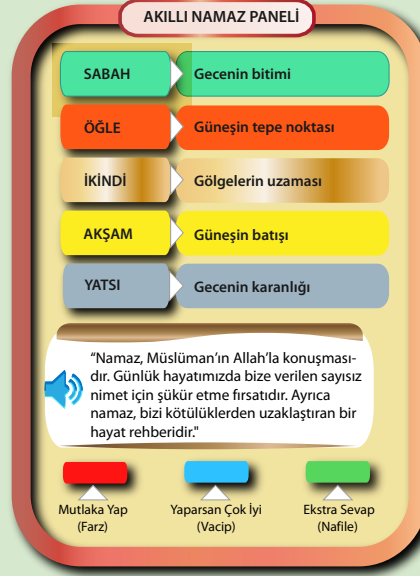 AKILLI NAMAZ PANELİ
SABAH Gecenin bitimi
ÖĞLE Güneşin tepe noktası
İKİNDİ Gölgelerin uzaması
AKŞAM Güneşin batışı
YATSI Gecenin karanlığı
“Namaz, Müslüman’ın Allah’la konuşması-
dır. Günlük hayatımızda bize verilen sayısız
nimet için şükür etme fırsatıdır. Ayrıca
namaz, bizi kötülüklerden uzaklaştıran bir
hayat rehberidir."
Mutlaka Yap Yaparsan Çok İyi Ekstra Sevap
(Farz) (Vacip) (Nafile)